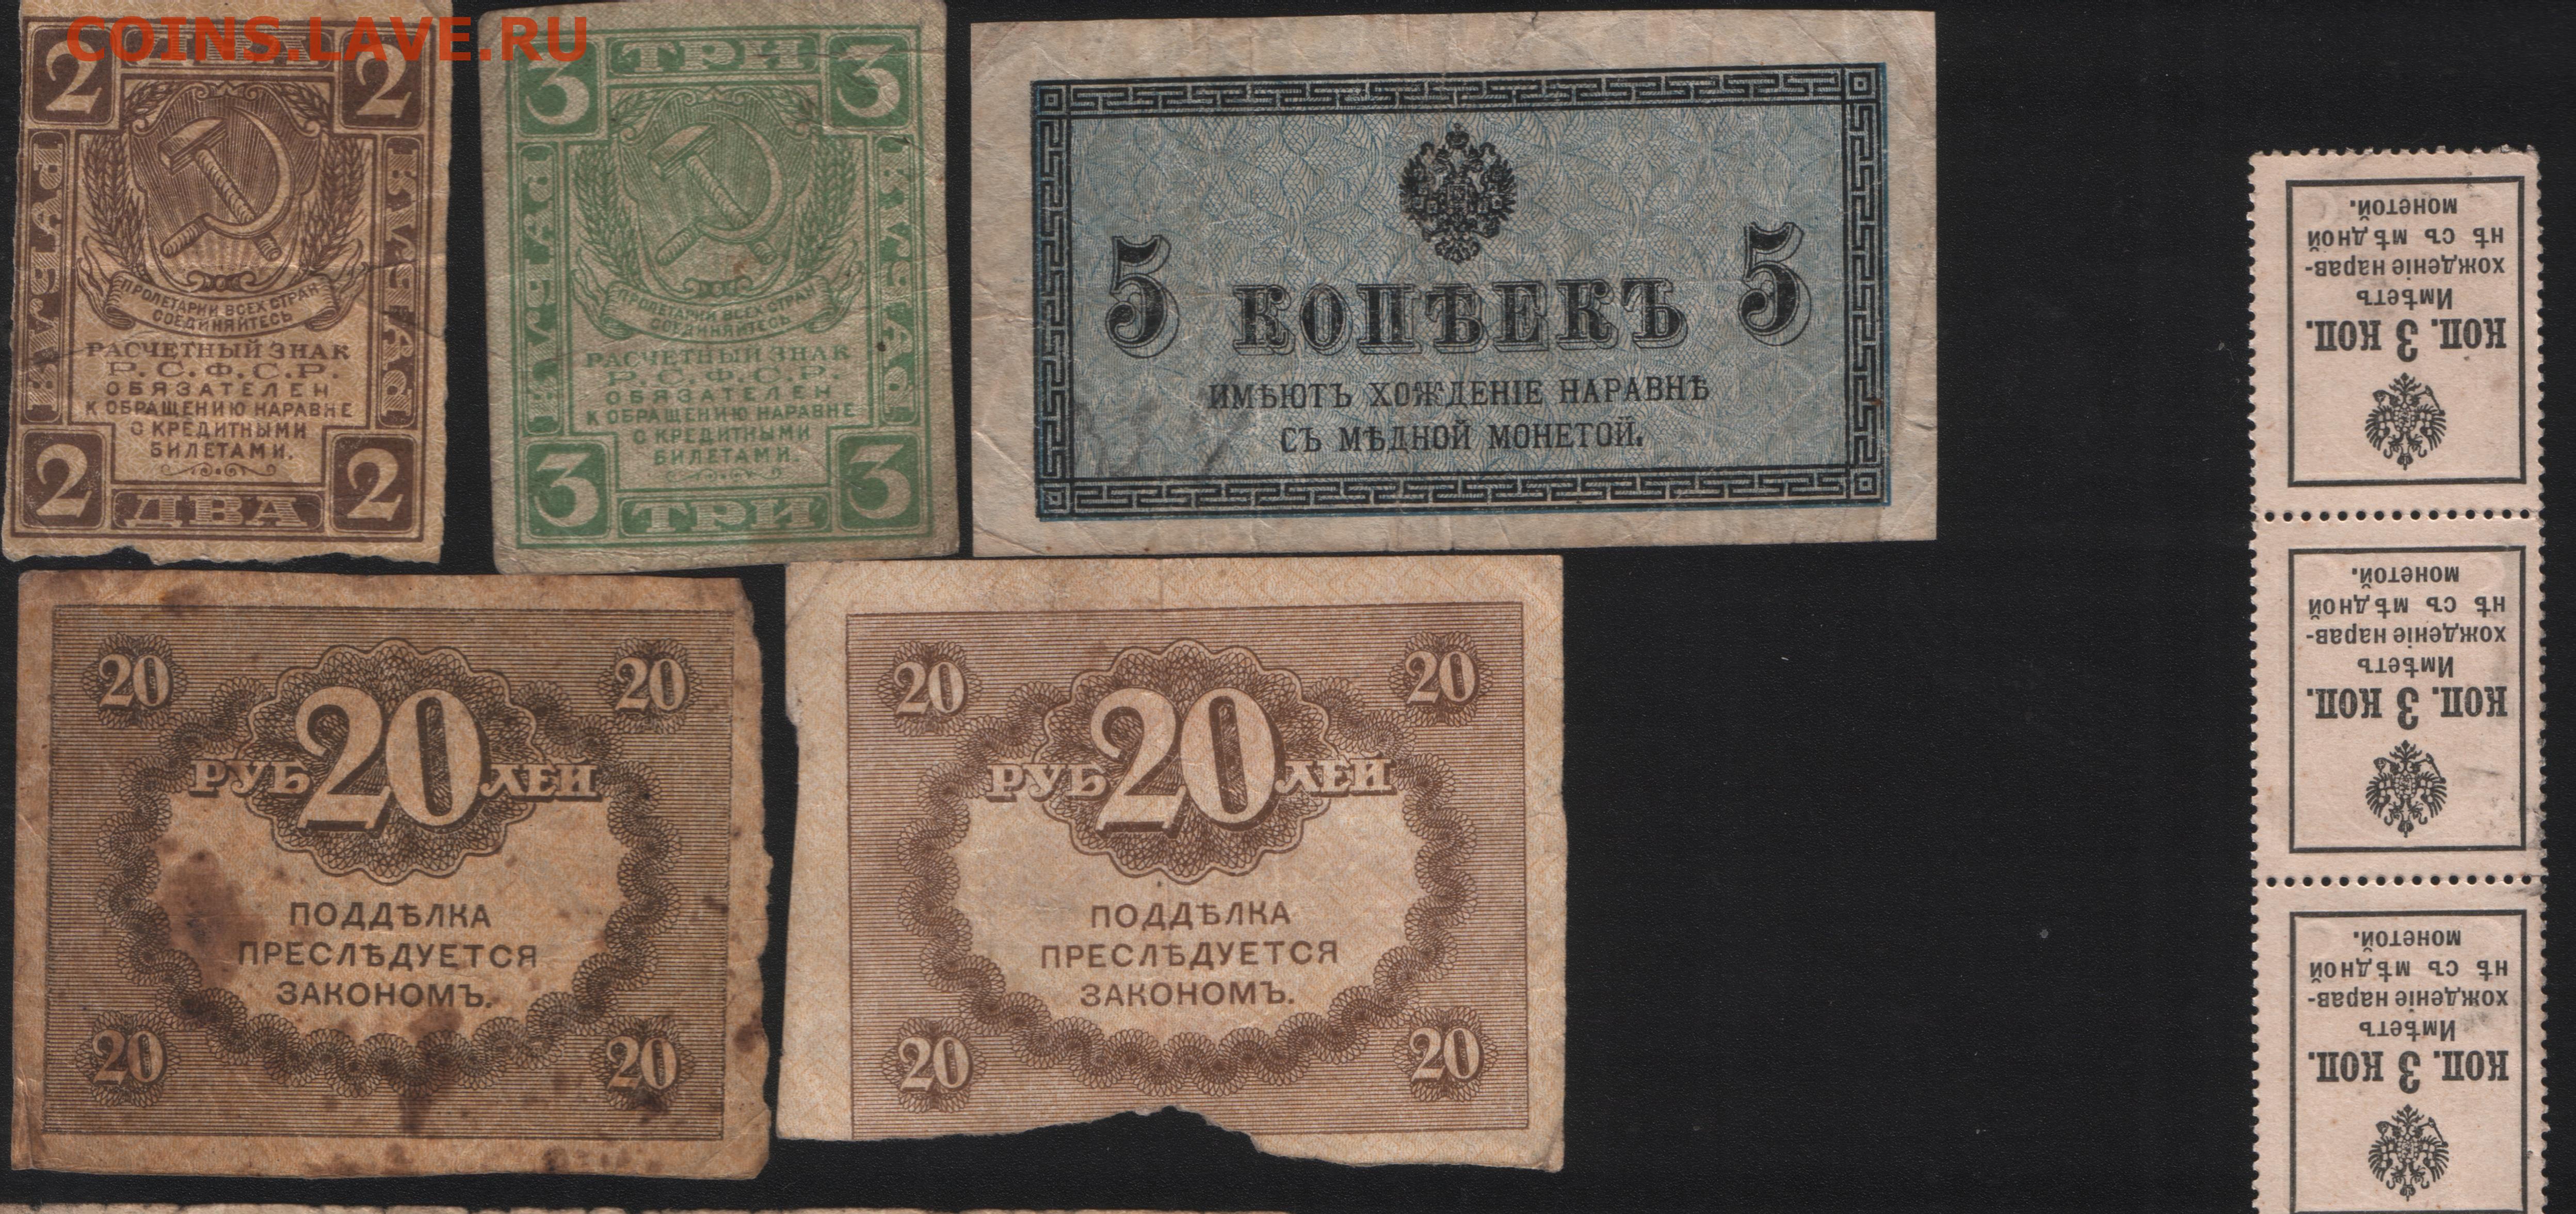 COINS.LAVE.RU
2 ДВА 2
РУБЛЯ
РУБЛЯ
ПРОЛЕТАРИИ ВСЕХ СТРАН
СОЕДИНЯЙТЕСЬ
РАСЧЕТНЫЙ ЗНАК
Р.С.Ф.С.Р.
ОБЯЗАТЕЛЕН
К ОБРАЩЕНИЮ НАРАВНЕ
С КРЕДИТНЫМИ
БИЛЕТАМИ.
2 ДВА 2
3 ТРИ 3
РУБЛЯ
РУБЛЯ
ПРОЛЕТАРИИ ВСЕХ СТРАН
СОЕДИНЯЙТЕСЬ
РАСЧЕТНЫЙ ЗНАК
Р.С.Ф.С.Р.
ОБЯЗАТЕЛЕН
К ОБРАЩЕНИЮ НАРАВНЕ
С КРЕДИТНЫМИ
БИЛЕТАМИ.
3 ТРИ 3
5 КОПѢЕКЪ 5
ИМѢЮТЪ ХОЖДЕНІЕ НАРАВНѢ
СЪ МѢДНОЙ МОНЕТОЙ.
20 20
РУБ 20 ЛЕЙ
ПОДДѢЛКА
ПРЕСЛѢДУЕТСЯ
ЗАКОНОМЪ.
20 20
20 20
РУБ 20 ЛЕЙ
ПОДДѢЛКА
ПРЕСЛѢДУЕТСЯ
ЗАКОНОМЪ.
20 20
КОП. 3 КОП.
Имѣетъ
хожденіе нарав-
нѣ съ мѣдной
монетой.
КОП. 3 КОП.
Имѣетъ
хожденіе нарав-
нѣ съ мѣдной
монетой.
КОП. 3 КОП.
Имѣетъ
хожденіе нарав-
нѣ съ мѣдной
монетой.